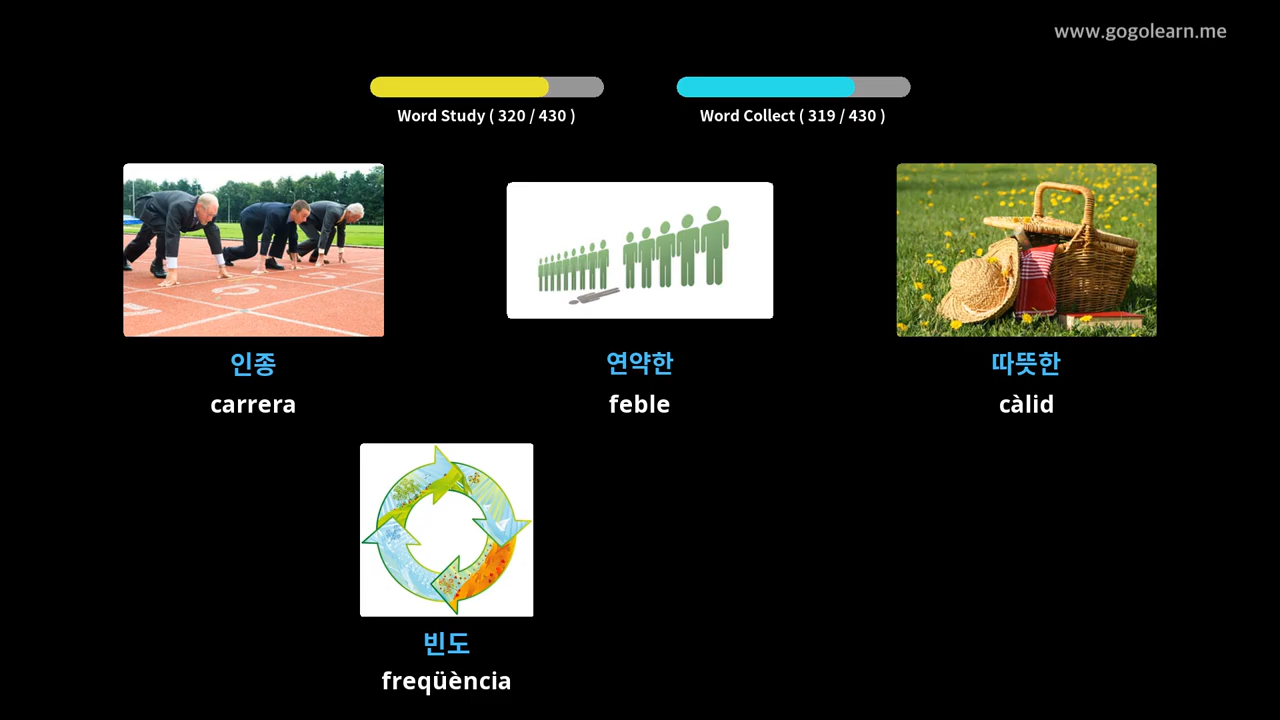 www.gogolearn.me
Word Study ( 320 / 430 )
Word Collect ( 319 / 430 )
인종
carrera
연약한
feble
따뜻한
càlid
빈도
freqüència